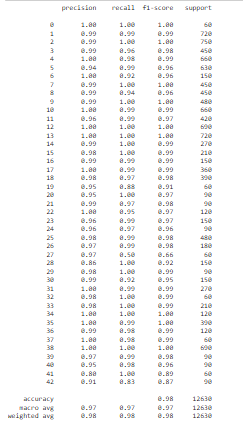 precision recall f1-score support
0 1.00 1.00 1.00 60
1 0.99 0.99 0.99 720
2 0.99 1.00 1.00 750
3 0.99 0.96 0.98 450
4 1.00 0.98 0.99 660
5 0.94 0.99 0.96 630
6 1.00 0.92 0.96 150
7 0.99 1.00 1.00 450
8 0.99 0.94 0.96 450
9 0.99 1.00 1.00 480
10 1.00 0.99 0.99 660
11 0.96 0.99 0.97 420
12 1.00 1.00 1.00 690
13 1.00 1.00 1.00 720
14 0.99 1.00 0.99 270
15 0.98 1.00 0.99 210
16 0.99 0.99 0.99 150
17 1.00 0.99 0.99 360
18 0.98 0.97 0.98 390
19 0.95 0.88 0.91 60
20 0.95 1.00 0.97 90
21 0.99 0.97 0.98 90
22 1.00 0.95 0.97 120
23 0.96 0.99 0.97 150
24 0.96 0.97 0.96 90
25 0.98 0.99 0.98 480
26 0.97 0.99 0.98 180
27 0.97 0.50 0.66 60
28 0.86 1.00 0.92 150
29 0.98 1.00 0.99 90
30 0.99 0.92 0.95 150
31 1.00 0.99 0.99 270
32 0.98 1.00 0.99 60
33 0.98 1.00 0.99 210
34 1.00 1.00 1.00 120
35 1.00 0.99 1.00 390
36 0.99 0.98 0.99 120
37 1.00 0.98 0.99 60
38 1.00 1.00 1.00 690
39 0.97 0.99 0.98 90
40 0.95 0.98 0.96 90
41 0.80 1.00 0.89 60
42 0.91 0.83 0.87 90
accuracy 0.98 12630
macro avg 0.97 0.97 0.97 12630
weighted avg 0.98 0.98 0.98 12630